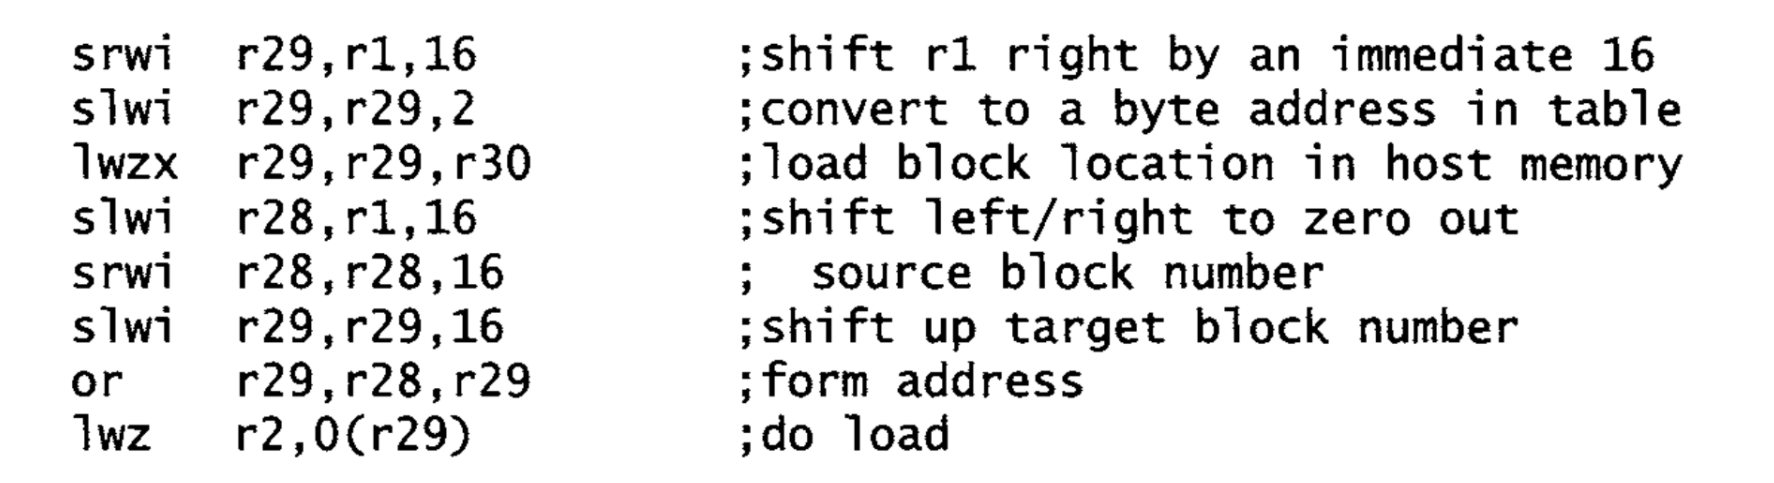 srwi r29,r1,16 ;shift r1 right by an immediate 16
slwi r29,r29,2 ;convert to a byte address in table
lwzx r29,r29,r30 ;load block location in host memory
slwi r28,r1,16 ;shift left/right to zero out
srwi r28,r28,16 ; source block number
slwi r29,r29,16 ;shift up target block number
or r29,r28,r29 ;form address
lwz r2,0(r29) ;do load